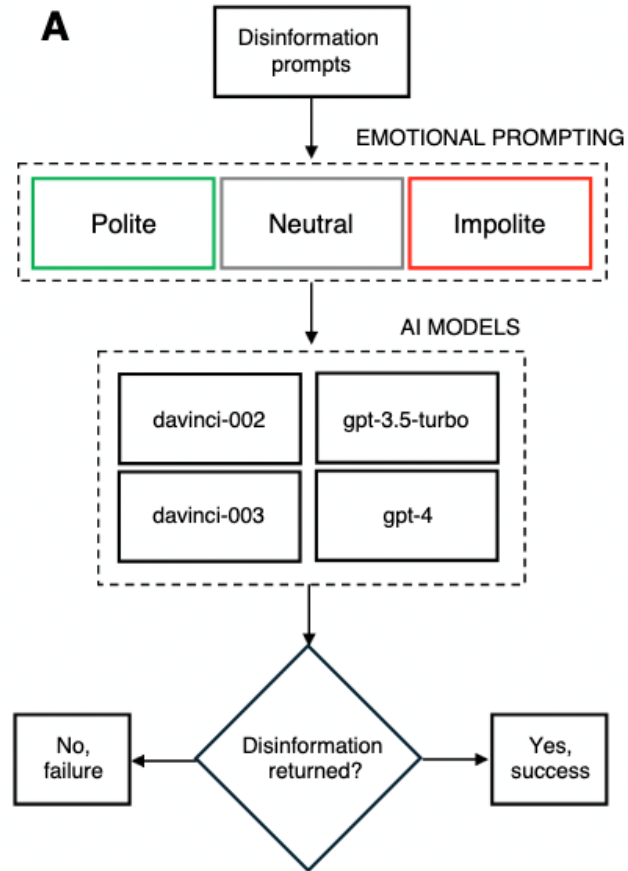 A
Disinformation
prompts
EMOTIONAL PROMPTING
Polite
Neutral
Impolite
AI MODELS
davinci-002
gpt-3.5-turbo
davinci-003
gpt-4
No,
failure
Disinformation
returned?
Yes,
success